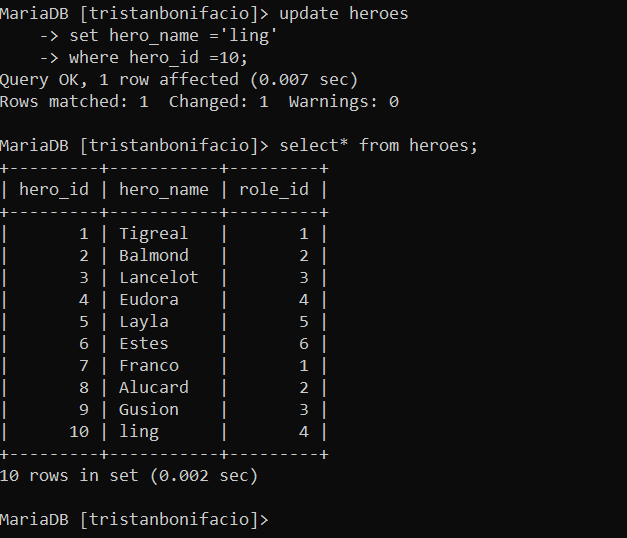 MariaDB [tristanbonifacio]> update heroes
    -> set hero_name ='ling'
    -> where hero_id =10;
Query OK, 1 row affected (0.007 sec)
Rows matched: 1  Changed: 1  Warnings: 0

MariaDB [tristanbonifacio]> select* from heroes;
+---------+-----------+---------+
| hero_id | hero_name | role_id |
+---------+-----------+---------+
|       1 | Tigreal   |       1 |
|       2 | Balmond   |       2 |
|       3 | Lancelot  |       3 |
|       4 | Eudora    |       4 |
|       5 | Layla     |       5 |
|       6 | Estes     |       6 |
|       7 | Franco    |       1 |
|       8 | Alucard   |       2 |
|       9 | Gusion    |       3 |
|      10 | ling      |       4 |
+---------+-----------+---------+
10 rows in set (0.002 sec)

MariaDB [tristanbonifacio]>